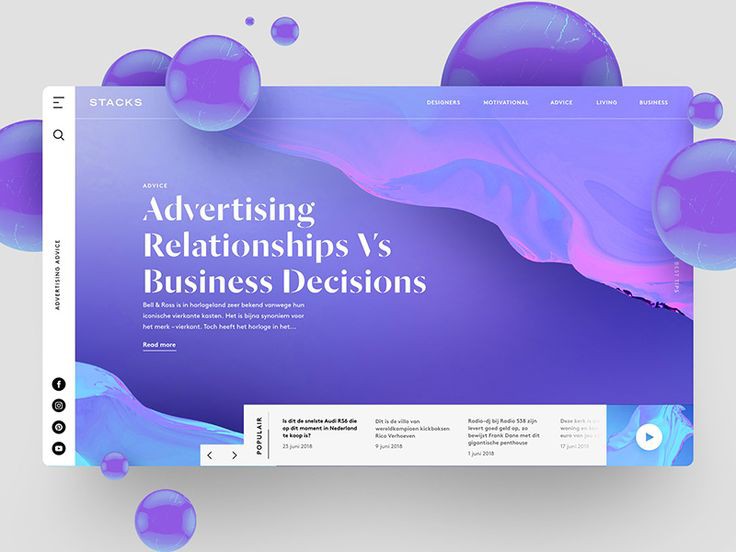 STACKS
DESIGNERS MOTIVATIONAL ADVICE LIVING BUSINESS
ADVERTISING ADVICE
ADVICE
Advertising
Relationships Vs
Business Decisions
Bell & Ross is in horlogeland zeer bekend vanwege hun
iconische vierkante kasten. Het is bijna synoniem voor
het merk – vierkant. Toch heeft het horloge in het...
Read more
BEST TIPS
POPULAIR
Is dit de snelste Audi RS6 die
op dit moment in Nederland
te koop is?
25 juni 2018
Dit is de villa van
wereldkampioen kickboksen
Rico Verhoeven
9 juni 2018
Radio-dj bij Radio 538 zijn
levert goed geld op, zo
bewijst Frank Dane met dit
gigantische penthouse
1 juni 2018
Deze kerk is
woning en
euro van jou
17 juni 2018